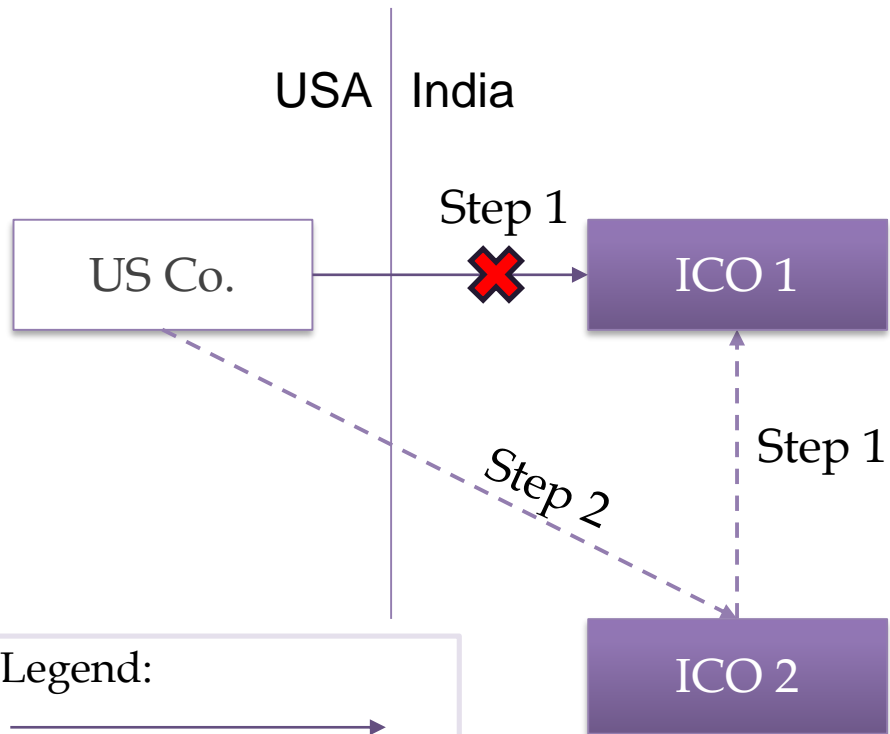 USA India
Step 1
US Co.
ICO 1
Step 1
Step 2
Legend:
ICO 2